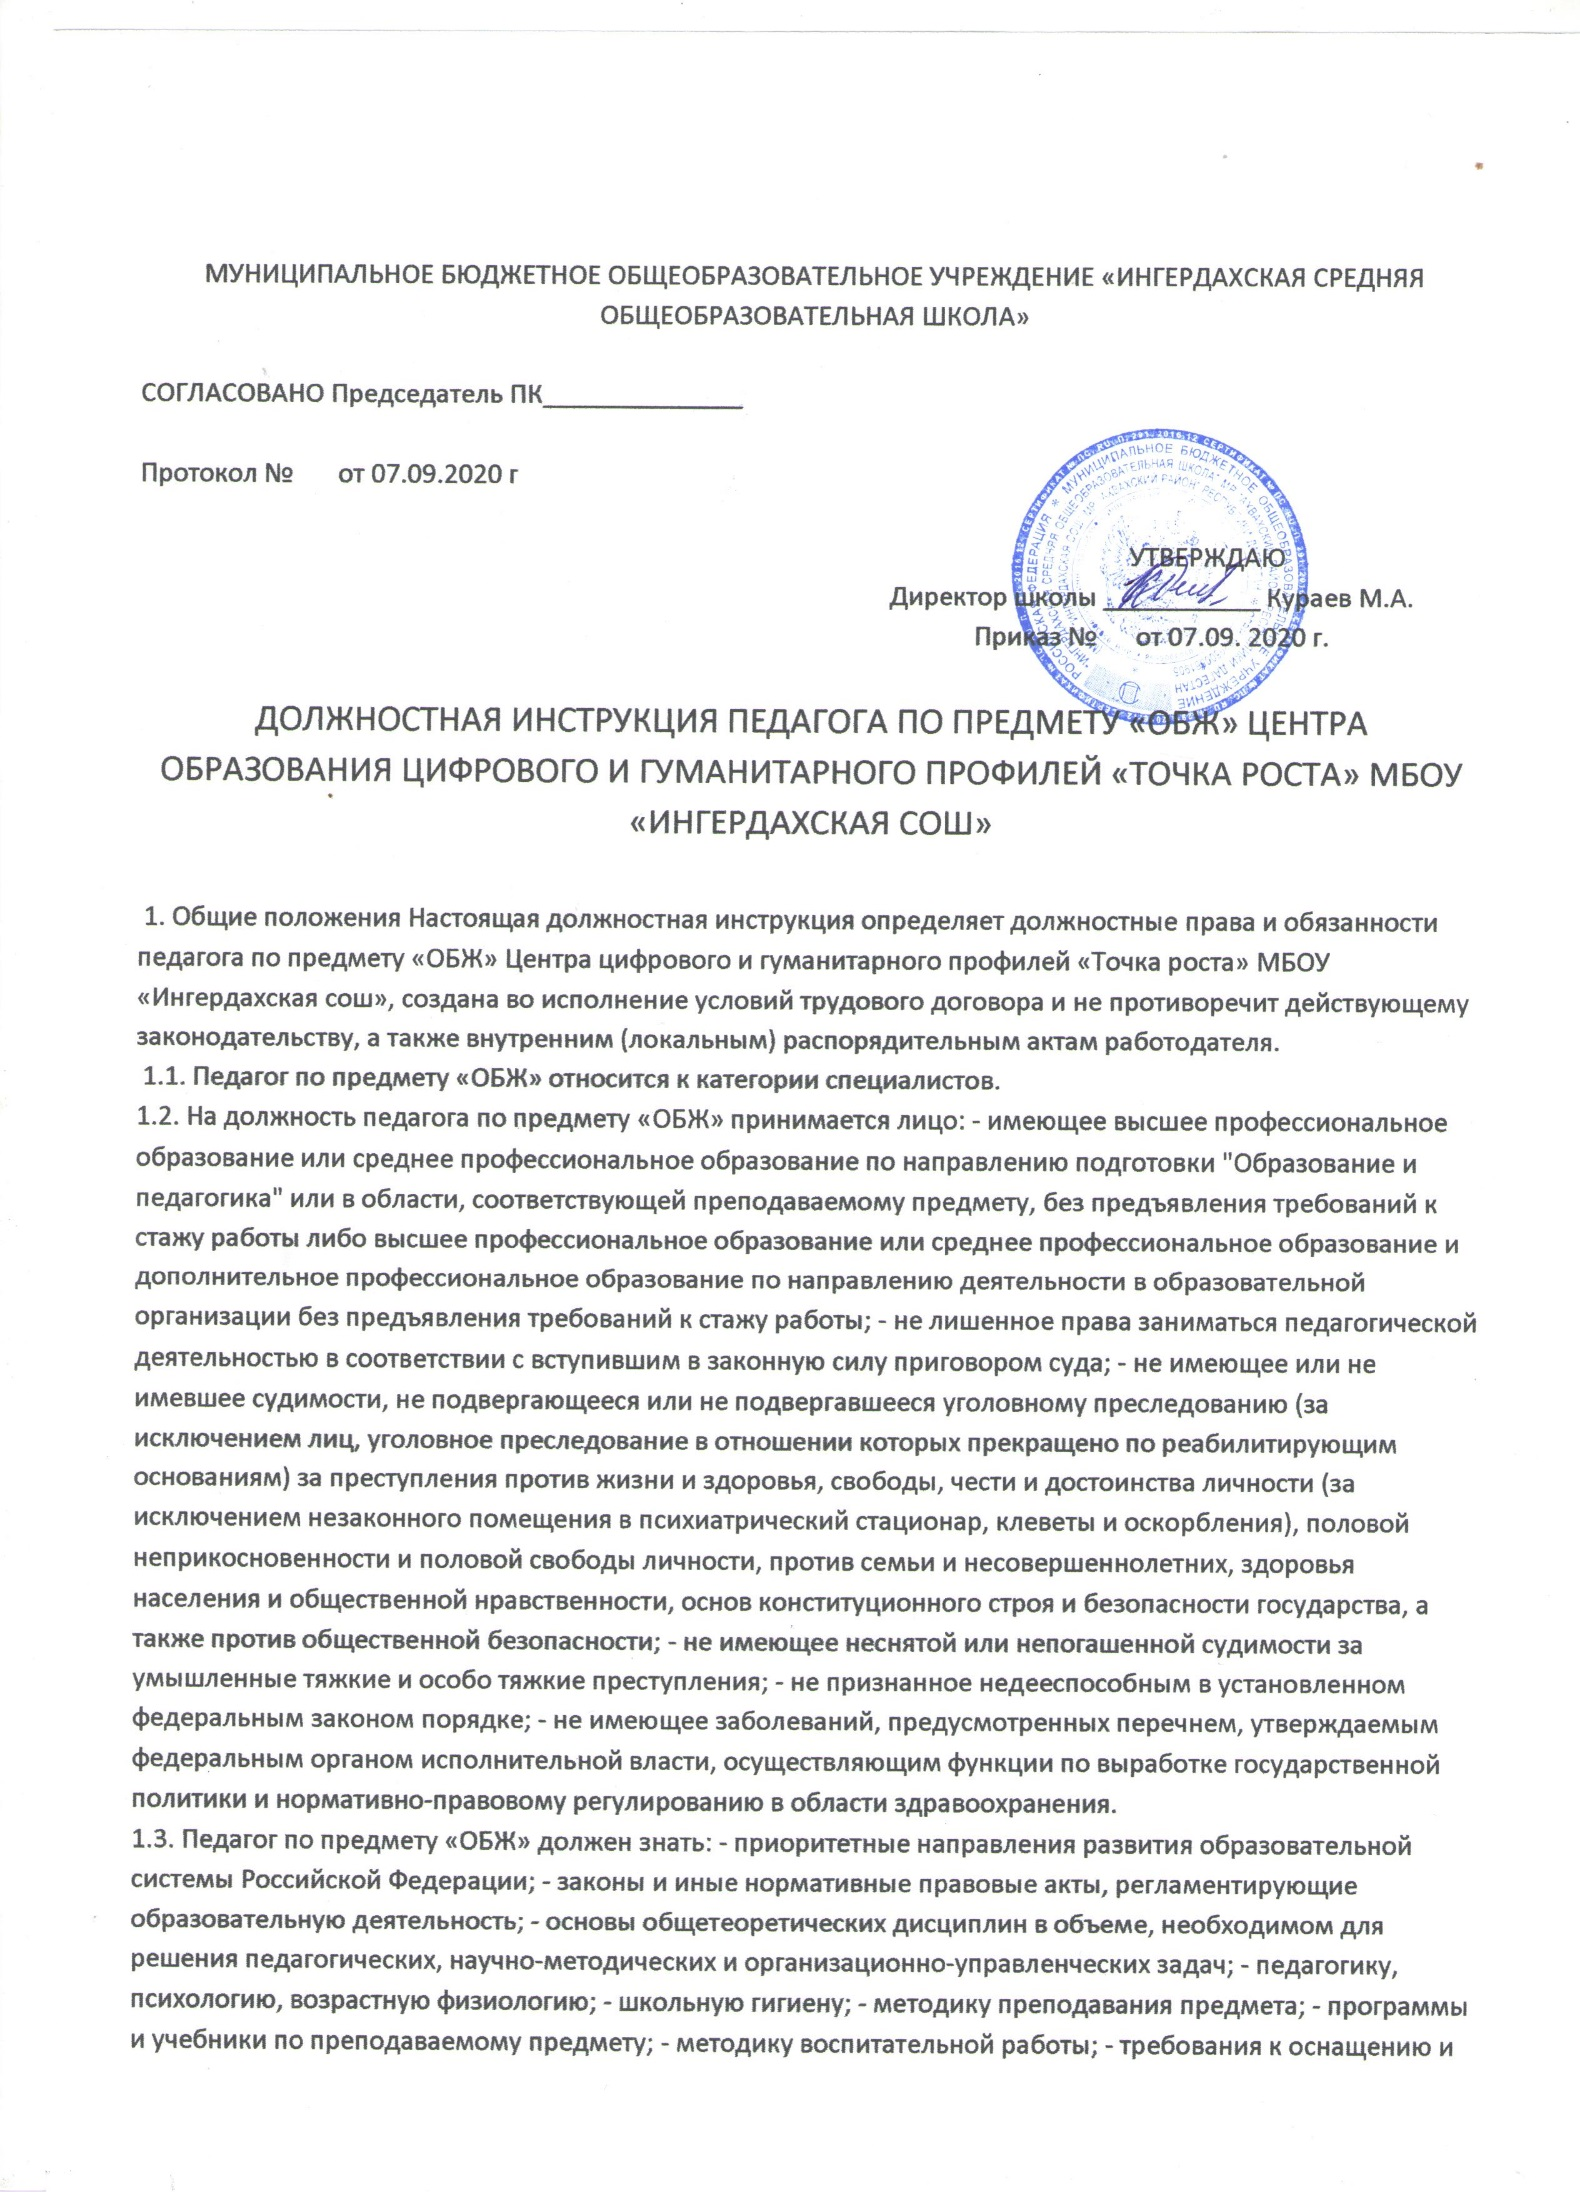 МУНИЦИПАЛЬНОЕ БЮДЖЕТНОЕ ОБЩЕОБРАЗОВАТЕЛЬНОЕ УЧРЕЖДЕНИЕ «ИНГЕРДАХСКАЯ СРЕДНЯЯ
ОБЩЕОБРАЗОВАТЕЛЬНАЯ ШКОЛА»
СОГЛАСОВАНО Председатель ПК______________
Протокол №      от 07.09.2020 г
УТВЕРЖДАЮ
Директор школы ___________ Кураев М.А.
Приказ №      от 07.09. 2020 г.
ДОЛЖНОСТНАЯ ИНСТРУКЦИЯ ПЕДАГОГА ПО ПРЕДМЕТУ «ОБЖ» ЦЕНТРА
ОБРАЗОВАНИЯ ЦИФРОВОГО И ГУМАНИТАРНОГО ПРОФИЛЕЙ «ТОЧКА РОСТА» МБОУ
«ИНГЕРДАХСКАЯ СОШ»
1. Общие положения Настоящая должностная инструкция определяет должностные права и обязанности
педагога по предмету «ОБЖ» Центра цифрового и гуманитарного профилей «Точка роста» МБОУ
«Ингердахская сош», создана во исполнение условий трудового договора и не противоречит действующему
законодательству, а также внутренним (локальным) распорядительным актам работодателя.
1.1. Педагог по предмету «ОБЖ» относится к категории специалистов.
1.2. На должность педагога по предмету «ОБЖ» принимается лицо: - имеющее высшее профессиональное
образование или среднее профессиональное образование по направлению подготовки "Образование и
педагогика" или в области, соответствующей преподаваемому предмету, без предъявления требований к
стажу работы либо высшее профессиональное образование или среднее профессиональное образование и
дополнительное профессиональное образование по направлению деятельности в образовательной
организации без предъявления требований к стажу работы; - не лишенное права заниматься педагогической
деятельностью в соответствии с вступившим в законную силу приговором суда; - не имеющее или не
имевшее судимости, не подвергающееся или не подвергавшееся уголовному преследованию (за
исключением лиц, уголовное преследование в отношении которых прекращено по реабилитирующим
основаниям) за преступления против жизни и здоровья, свободы, чести и достоинства личности (за
исключением незаконного помещения в психиатрический стационар, клеветы и оскорбления), половой
неприкосновенности и половой свободы личности, против семьи и несовершеннолетних, здоровья
населения и общественной нравственности, основ конституционного строя и безопасности государства, а
также против общественной безопасности; - не имеющее неснятой или непогашенной судимости за
умышленные тяжкие и особо тяжкие преступления; - не признанное недееспособным в установленном
федеральным законом порядке; - не имеющее заболеваний, предусмотренных перечнем, утверждаемым
федеральным органом исполнительной власти, осуществляющим функции по выработке государственной
политики и нормативно-правовому регулированию в области здравоохранения.
1.3. Педагог по предмету «ОБЖ» должен знать: - приоритетные направления развития образовательной
системы Российской Федерации; - законы и иные нормативные правовые акты, регламентирующие
образовательную деятельность; - основы общетеоретических дисциплин в объеме, необходимом для
решения педагогических, научно-методических и организационно-управленческих задач; - педагогику,
психологию, возрастную физиологию; - школьную гигиену; - методику преподавания предмета; - программы
и учебники по преподаваемому предмету; - методику воспитательной работы; - требования к оснащению и